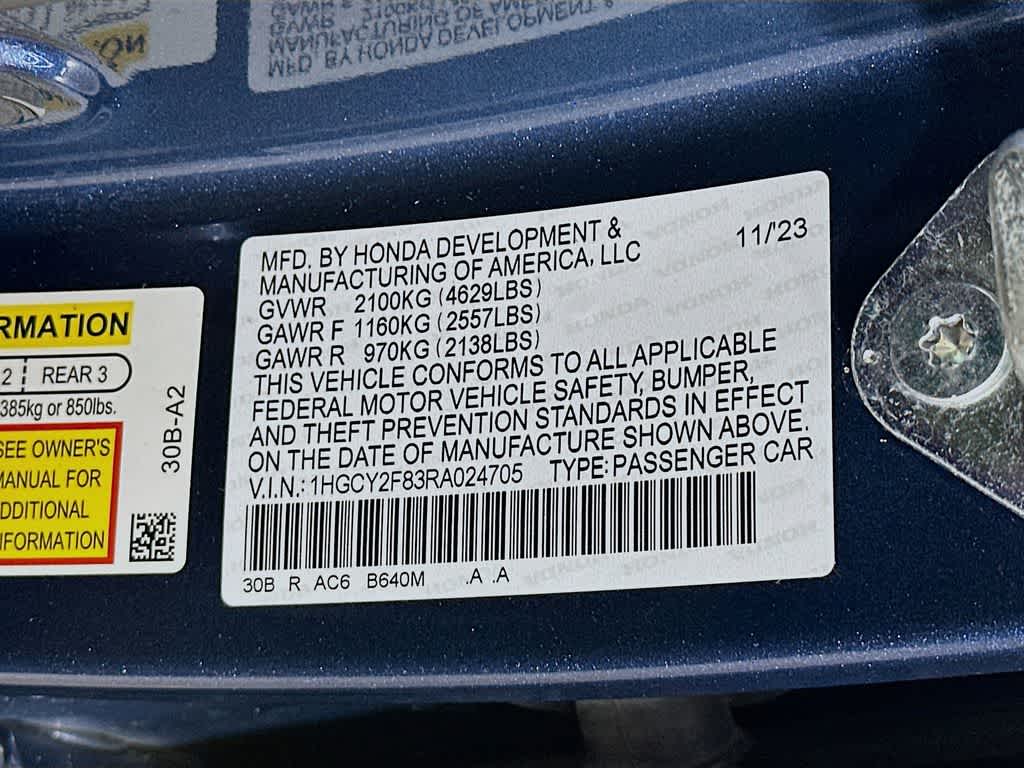 MFD. BY HONDA DEVELOPMENT &
MANUFACTURING OF AMERICA, LLC
11/'23
GVWR 2100KG (4629LBS)
GAWR F 1160KG (2557LBS)
GAWR R 970KG (2138LBS)
THIS VEHICLE CONFORMS TO ALL APPLICABLE
FEDERAL MOTOR VEHICLE SAFETY, BUMPER,
AND THEFT PREVENTION STANDARDS IN EFFECT
ON THE DATE OF MANUFACTURE SHOWN ABOVE.
V.I.N.: 1HGCY2F83RA024705 TYPE: PASSENGER CAR
30B R AC6 B640M .A .A
RMATION
2 REAR 3
385kg or 850lbs.
SEE OWNER'S
MANUAL FOR
DDITIONAL
NFORMATION
30B-A2